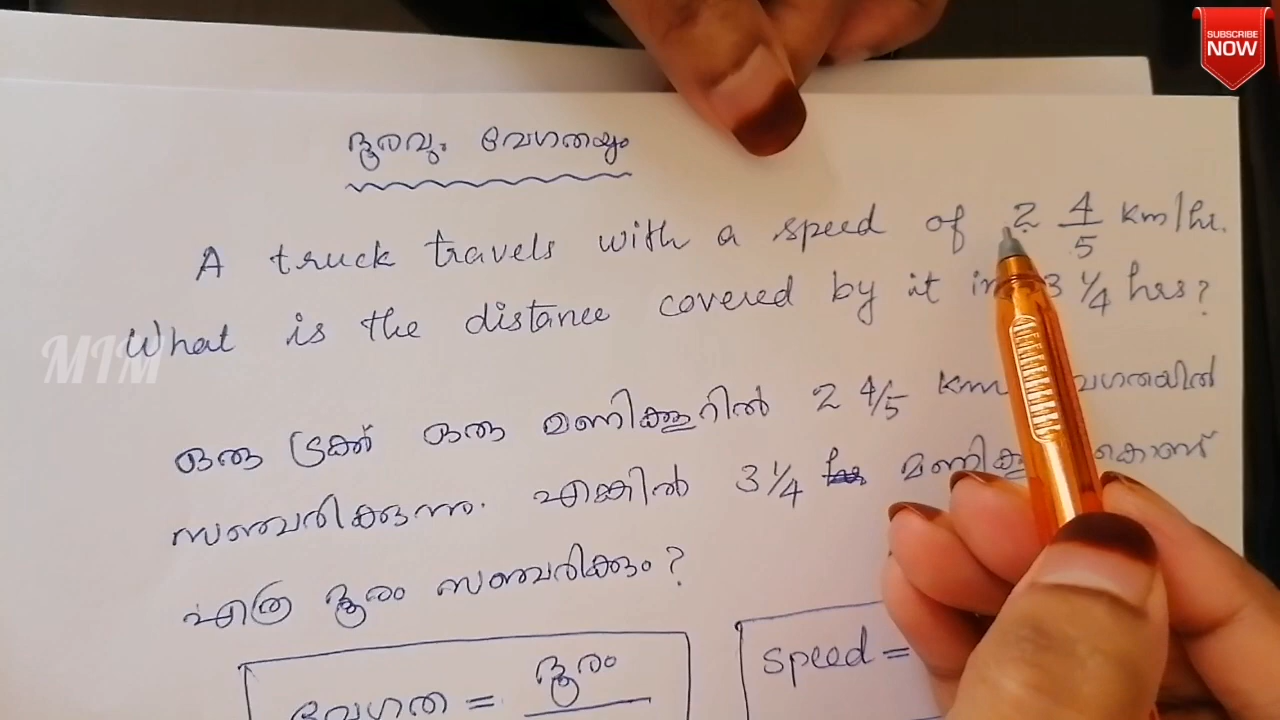 SUBSCRIBE
NOW
ദൂരവും വേഗതയും
A truck travels with a speed of 2 4/5 km/hr.
What is the distance covered by it in 3 1/4 hrs?
MIM
ഒരു ട്രക്ക് ഒരു മണിക്കൂറിൽ 2 4/5 km വേഗതയിൽ
സഞ്ചരിക്കുന്നു. എങ്കിൽ 3 1/4 മണിക്കൂ കൊണ്ട്
എത്ര ദൂരം സഞ്ചരിക്കും?
വേഗത = ദൂരം
speed =